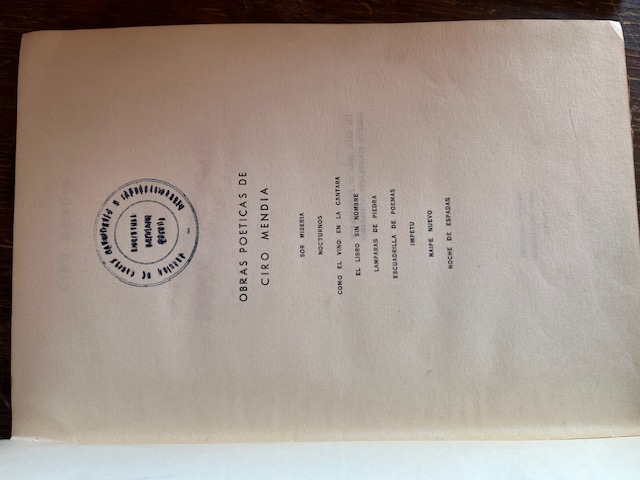 OBRAS POETICAS DE
CIRO MENDIA
SOR MISERIA
NOCTURNOS
COMO EL VINO EN LA CANTARA
EL LIBRO SIN NOMBRE
LAMPARAS DE PIEDRA
ESCUADRILLA DE POEMAS
IMPETU
NAIPE NUEVO
NOCHE DE ESPADAS